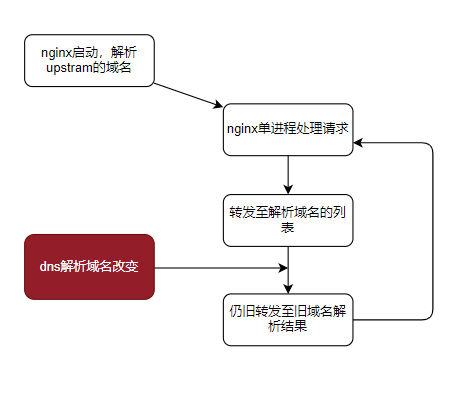 nginx启动，解析
upstram的域名
nginx单进程处理请求
转发至解析域名的列
表
dns解析域名改变
仍旧转发至旧域名解
析结果